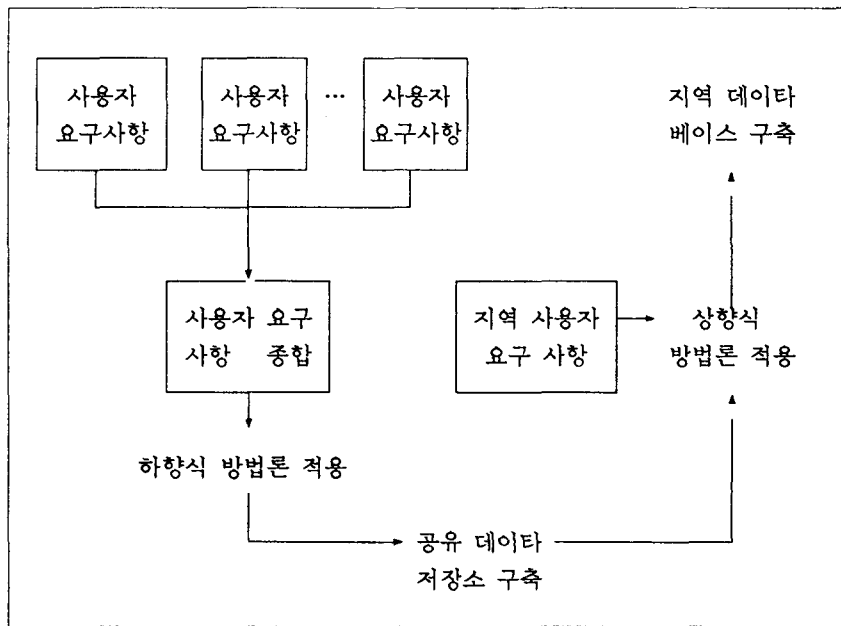 사용자
요구사항
사용자
요구사항
...
사용자
요구사항
지역 데이타
베이스 구축
사용자 요구
사항 종합
지역 사용자
요구 사항
상향식
방법론 적용
하향식 방법론 적용
공유 데이타
저장소 구축